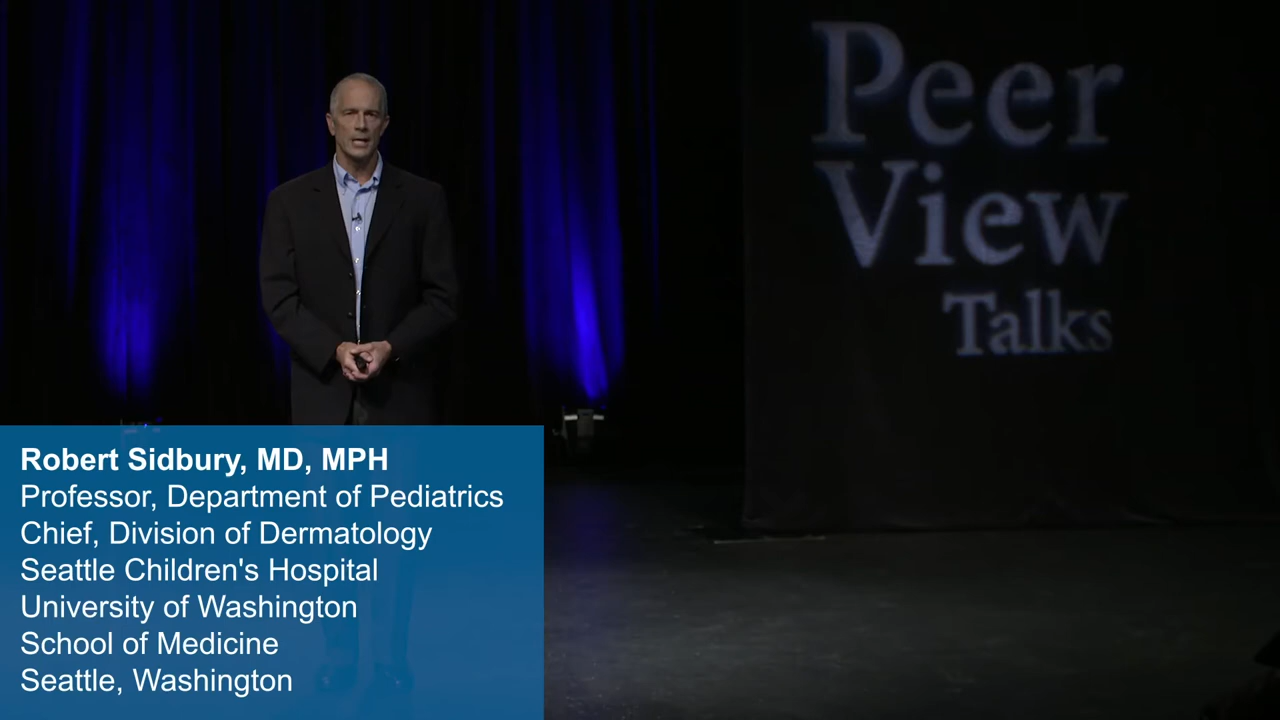 Peer
View
Talks
Robert Sidbury, MD, MPH
Professor, Department of Pediatrics
Chief, Division of Dermatology
Seattle Children's Hospital
University of Washington
School of Medicine
Seattle, Washington